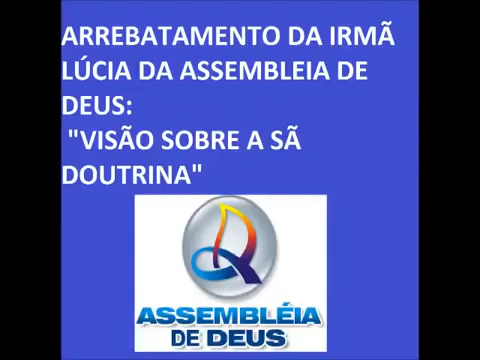 ARREBATAMENTO DA IRMÃ
LÚCIA DA ASSEMBLEIA DE
DEUS:
"VISÃO SOBRE A SÃ
DOUTRINA"
ASSEMBLÉIA
DE DEUS